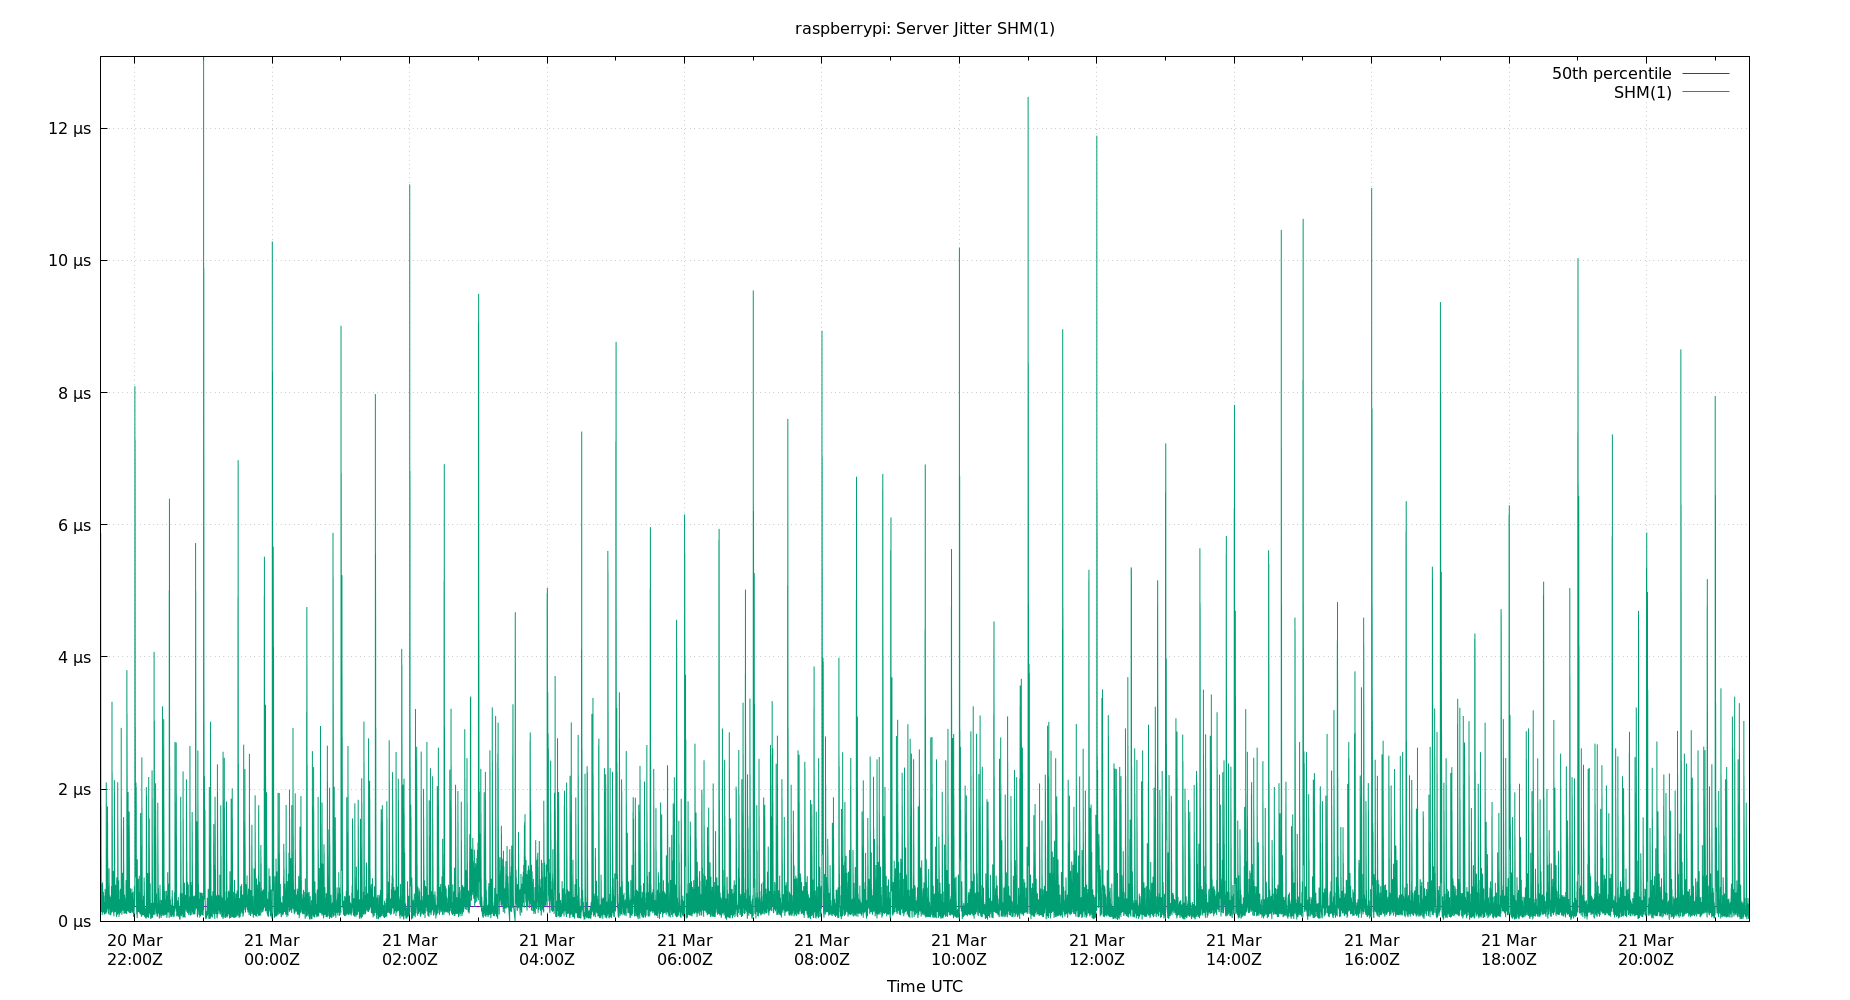 raspberrypi: Server Jitter SHM(1)
50th percentile
SHM(1)
12 µs
10 µs
8 µs
6 µs
4 µs
2 µs
0 µs
20 Mar 21 Mar 21 Mar 21 Mar 21 Mar 21 Mar 21 Mar 21 Mar 21 Mar 21 Mar 21 Mar 21 Mar
22:00Z 00:00Z 02:00Z 04:00Z 06:00Z 08:00Z 10:00Z 12:00Z 14:00Z 16:00Z 18:00Z 20:00Z
Time UTC